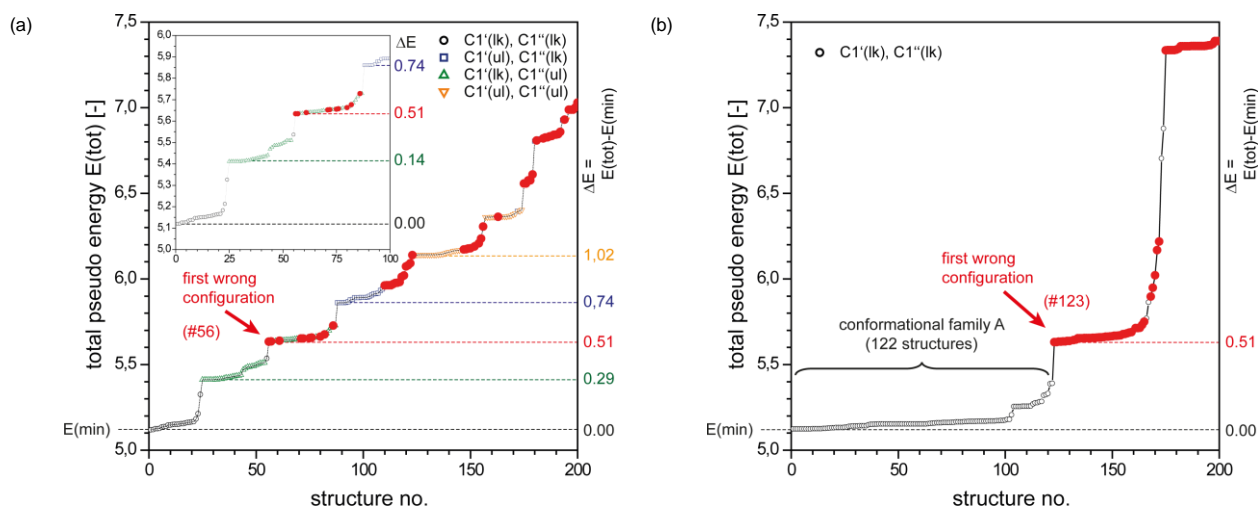 (a)
total pseudo energy E(tot) [-]
7,5
7,0
6,5
6,0
5,5
5,0
E(min)
0
50
100
150
200
structure no.
5,9
5,8
5,7
5,6
5,5
5,4
5,3
5,2
5,1
5,0
0
25
50
75
100
ΔE
0.74
0.51
0.14
0.00
C1‘(lk), C1‘‘(lk)
C1‘(ul), C1‘‘(lk)
C1‘(lk), C1‘‘(ul)
C1‘(ul), C1‘‘(ul)
first wrong
configuration
(#56)
ΔE =
E(tot)-E(min)
1,02
0,74
0.51
0.29
0.00
(b)
total pseudo energy E(tot) [-]
7,5
7,0
6,5
6,0
5,5
5,0
E(min)
0
50
100
150
200
structure no.
C1‘(lk), C1‘‘(lk)
first wrong
configuration
(#123)
conformational family A
(122 structures)
ΔE =
E(tot)-E(min)
0.51
0.00